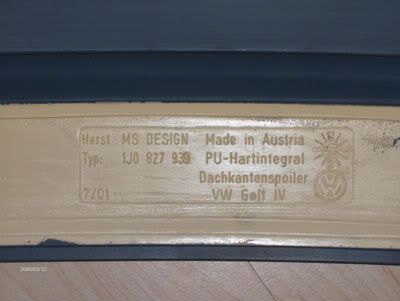 Herst: MS DESIGN Made in Austria
Typ: 1J0 827 939 PU-Hartintegral
Dachkantenspoiler
7/01 VW Golf IV
2006/03/12